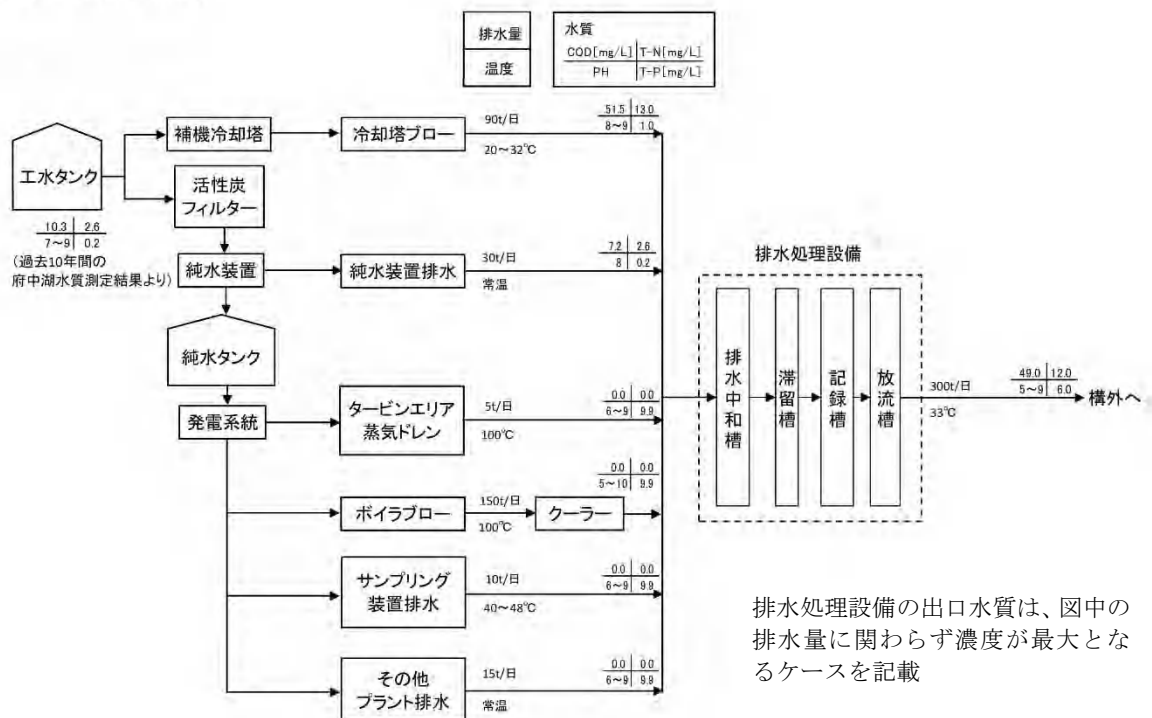 排水量
温度
水質
COD[mg/L] T-N[mg/L]
PH T-P[mg/L]
工水タンク
10.3 2.6
7～9 0.2
(過去10年間の
府中湖水質測定結果より)
補機冷却塔
冷却塔ブロー
90t/日
20～32℃
51.5 13.0
8～9 1.0
活性炭
フィルター
純水装置
純水装置排水
30t/日
常温
7.2 2.6
8 0.2
純水タンク
発電系統
タービンエリア
蒸気ドレン
5t/日
100℃
0.0 0.0
6～9 9.9
ボイラブロー
150t/日
100℃
クーラー
0.0 0.0
5～10 9.9
サンプリング
装置排水
10t/日
40～48℃
0.0 0.0
6～9 9.9
その他
プラント排水
15t/日
常温
0.0 0.0
6～9 9.9
排水処理設備
排水中和槽
滞留槽
記録槽
放流槽
300t/日
33℃
49.0 12.0
5～9 6.0
構外へ
排水処理設備の出口水質は、図中の
排水量に関わらず濃度が最大とな
るケースを記載